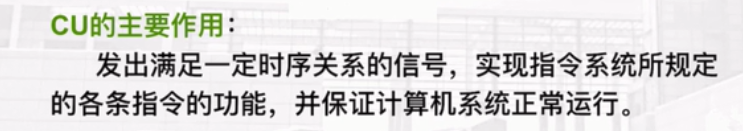 CU的主要作用：
发出满足一定时序关系的信号，实现指令系统所规定
的各条指令的功能，并保证计算机系统正常运行。